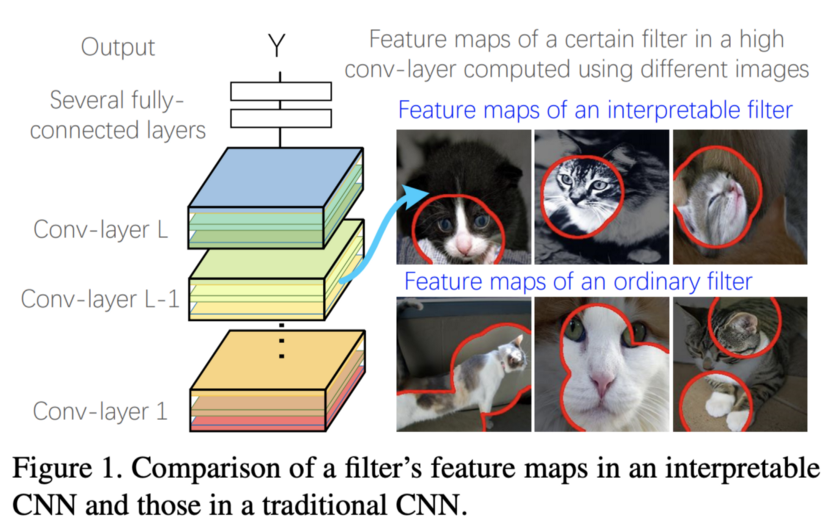 Output
Y
Several fully-
connected layers
Conv-layer L
Conv-layer L-1
Conv-layer 1
Feature maps of a certain filter in a high
conv-layer computed using different images
Feature maps of an interpretable filter
Feature maps of an ordinary filter
Figure 1. Comparison of a filter's feature maps in an interpretable
CNN and those in a traditional CNN.